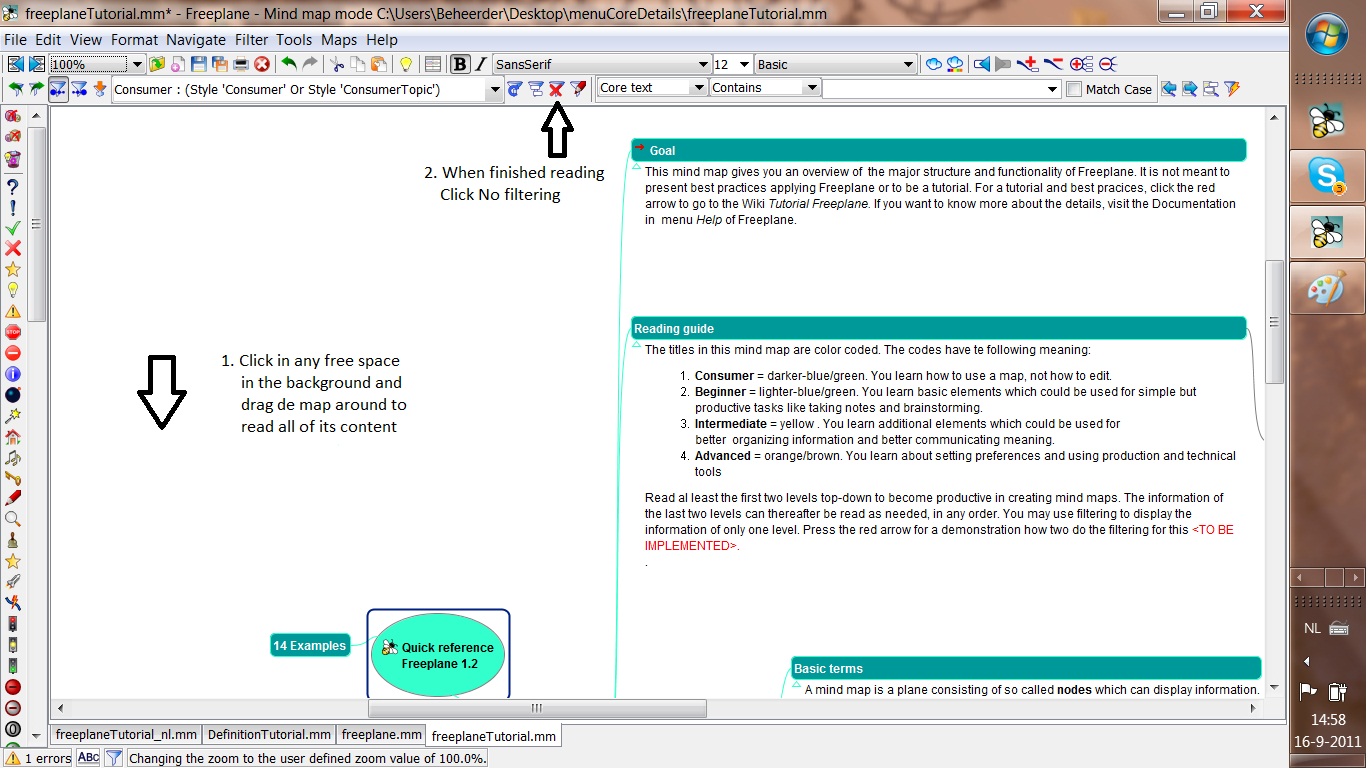 freeplaneTutorial.mm* - Freeplane - Mind map mode C:\Users\Beheerder\Desktop\menuCoreDetails\freeplaneTutorial.mm
File Edit View Format Navigate Filter Tools Maps Help
100% B I SansSerif 12 Basic
Consumer : (Style 'Consumer' Or Style 'ConsumerTopic') Core text Contains Match Case
2. When finished reading
Click No filtering
1. Click in any free space
in the background and
drag de map around to
read all of its content
Goal
This mind map gives you an overview of the major structure and functionality of Freeplane. It is not meant to
present best practices applying Freeplane or to be a tutorial. For a tutorial and best pracices, click the red
arrow to go to the Wiki Tutorial Freeplane. If you want to know more about the details, visit the Documentation
in menu Help of Freeplane.
Reading guide
The titles in this mind map are color coded. The codes have te following meaning:
1. Consumer = darker-blue/green. You learn how to use a map, not how to edit.
2. Beginner = lighter-blue/green. You learn basic elements which could be used for simple but
productive tasks like taking notes and brainstorming.
3. Intermediate = yellow . You learn additional elements which could be used for
better organizing information and better communicating meaning.
4. Advanced = orange/brown. You learn about setting preferences and using production and technical
tools
Read al least the first two levels top-down to become productive in creating mind maps. The information of
the last two levels can thereafter be read as needed, in any order. You may use filtering to display the
information of only one level. Press the red arrow for a demonstration how two do the filtering for this <TO BE
IMPLEMENTED>.
.
14 Examples
Quick reference
Freeplane 1.2
Basic terms
A mind map is a plane consisting of so called nodes which can display information.
freeplaneTutorial_nl.mm DefinitionTutorial.mm freeplane.mm freeplaneTutorial.mm
1 errors ABC Changing the zoom to the user defined zoom value of 100.0%.
STOP
3
NL
14:58
16-9-2011